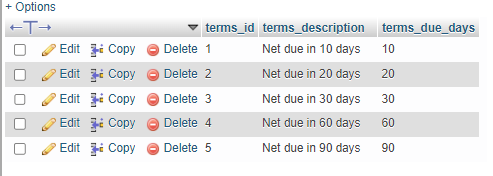 + Options
←T→ terms_id terms_description terms_due_days
Edit Copy Delete 1 Net due in 10 days 10
Edit Copy Delete 2 Net due in 20 days 20
Edit Copy Delete 3 Net due in 30 days 30
Edit Copy Delete 4 Net due in 60 days 60
Edit Copy Delete 5 Net due in 90 days 90